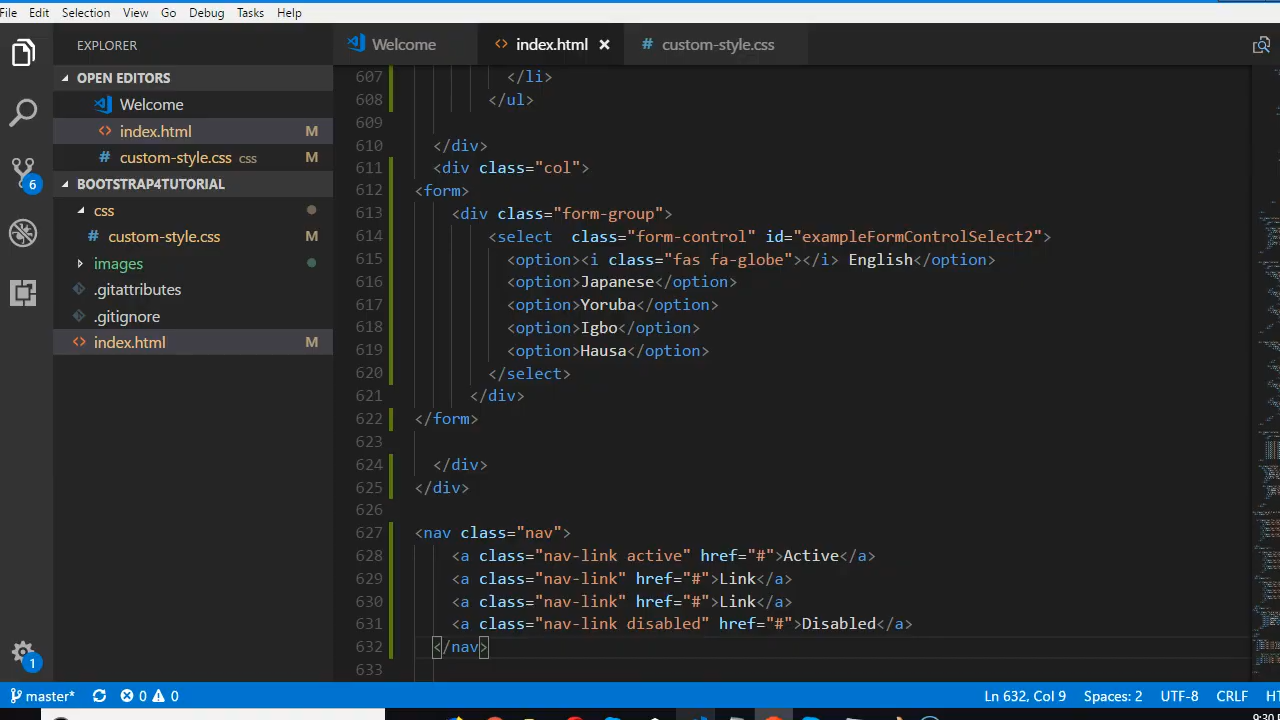 File Edit Selection View Go Debug Tasks Help
EXPLORER
OPEN EDITORS
Welcome
index.html M
custom-style.css css M
BOOTSTRAP4TUTORIAL
css
custom-style.css M
images
.gitattributes
.gitignore
index.html M
6
1
Welcome index.html custom-style.css
607 </li>
608 </ul>
609
610 </div>
611 <div class="col">
612 <form>
613 <div class="form-group">
614 <select  class="form-control" id="exampleFormControlSelect2">
615 <option><i class="fas fa-globe"></i> English</option>
616 <option>Japanese</option>
617 <option>Yoruba</option>
618 <option>Igbo</option>
619 <option>Hausa</option>
620 </select>
621 </div>
622 </form>
623
624 </div>
625 </div>
626
627 <nav class="nav">
628 <a class="nav-link active" href="#">Active</a>
629 <a class="nav-link" href="#">Link</a>
630 <a class="nav-link" href="#">Link</a>
631 <a class="nav-link disabled" href="#">Disabled</a>
632 </nav>
633
master* 0 0 Ln 632, Col 9 Spaces: 2 UTF-8 CRLF